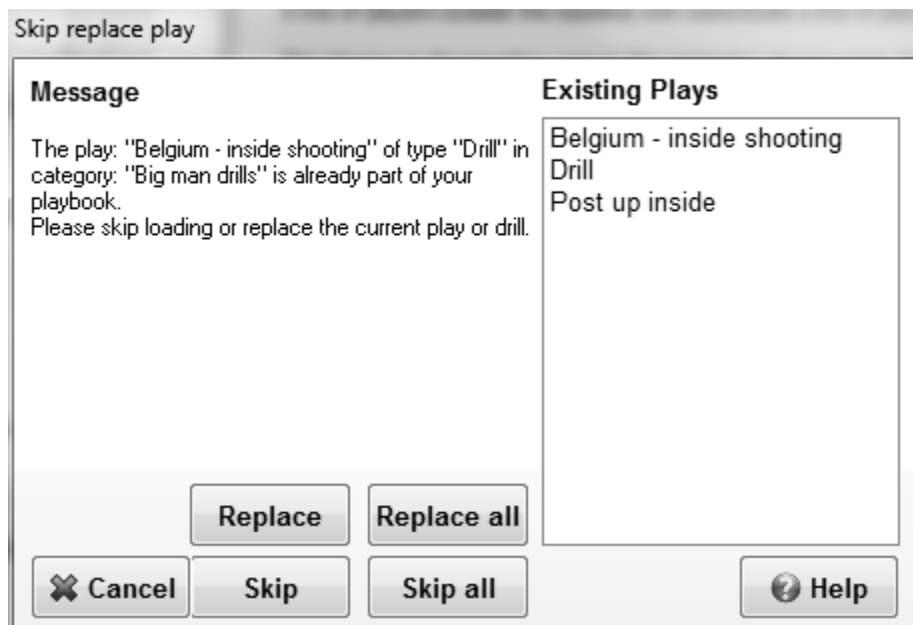 Skip replace play
Message
The play: "Belgium - inside shooting" of type "Drill" in
category: "Big man drills" is already part of your
playbook.
Please skip loading or replace the current play or drill.
Existing Plays
Belgium - inside shooting
Drill
Post up inside
Replace
Replace all
Cancel
Skip
Skip all
Help